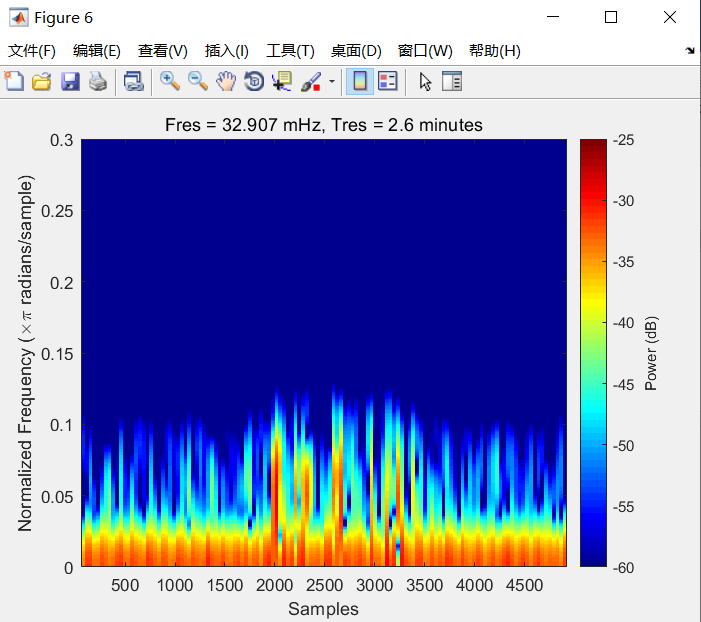 Figure 6
文件(F) 编辑(E) 查看(V) 插入(I) 工具(T) 桌面(D) 窗口(W) 帮助(H)
Fres = 32.907 mHz, Tres = 2.6 minutes
Normalized Frequency (×π radians/sample)
0.3
0.25
0.2
0.15
0.1
0.05
0
500 1000 1500 2000 2500 3000 3500 4000 4500
Samples
-25
-30
-35
-40
-45
-50
-55
-60
Power (dB)